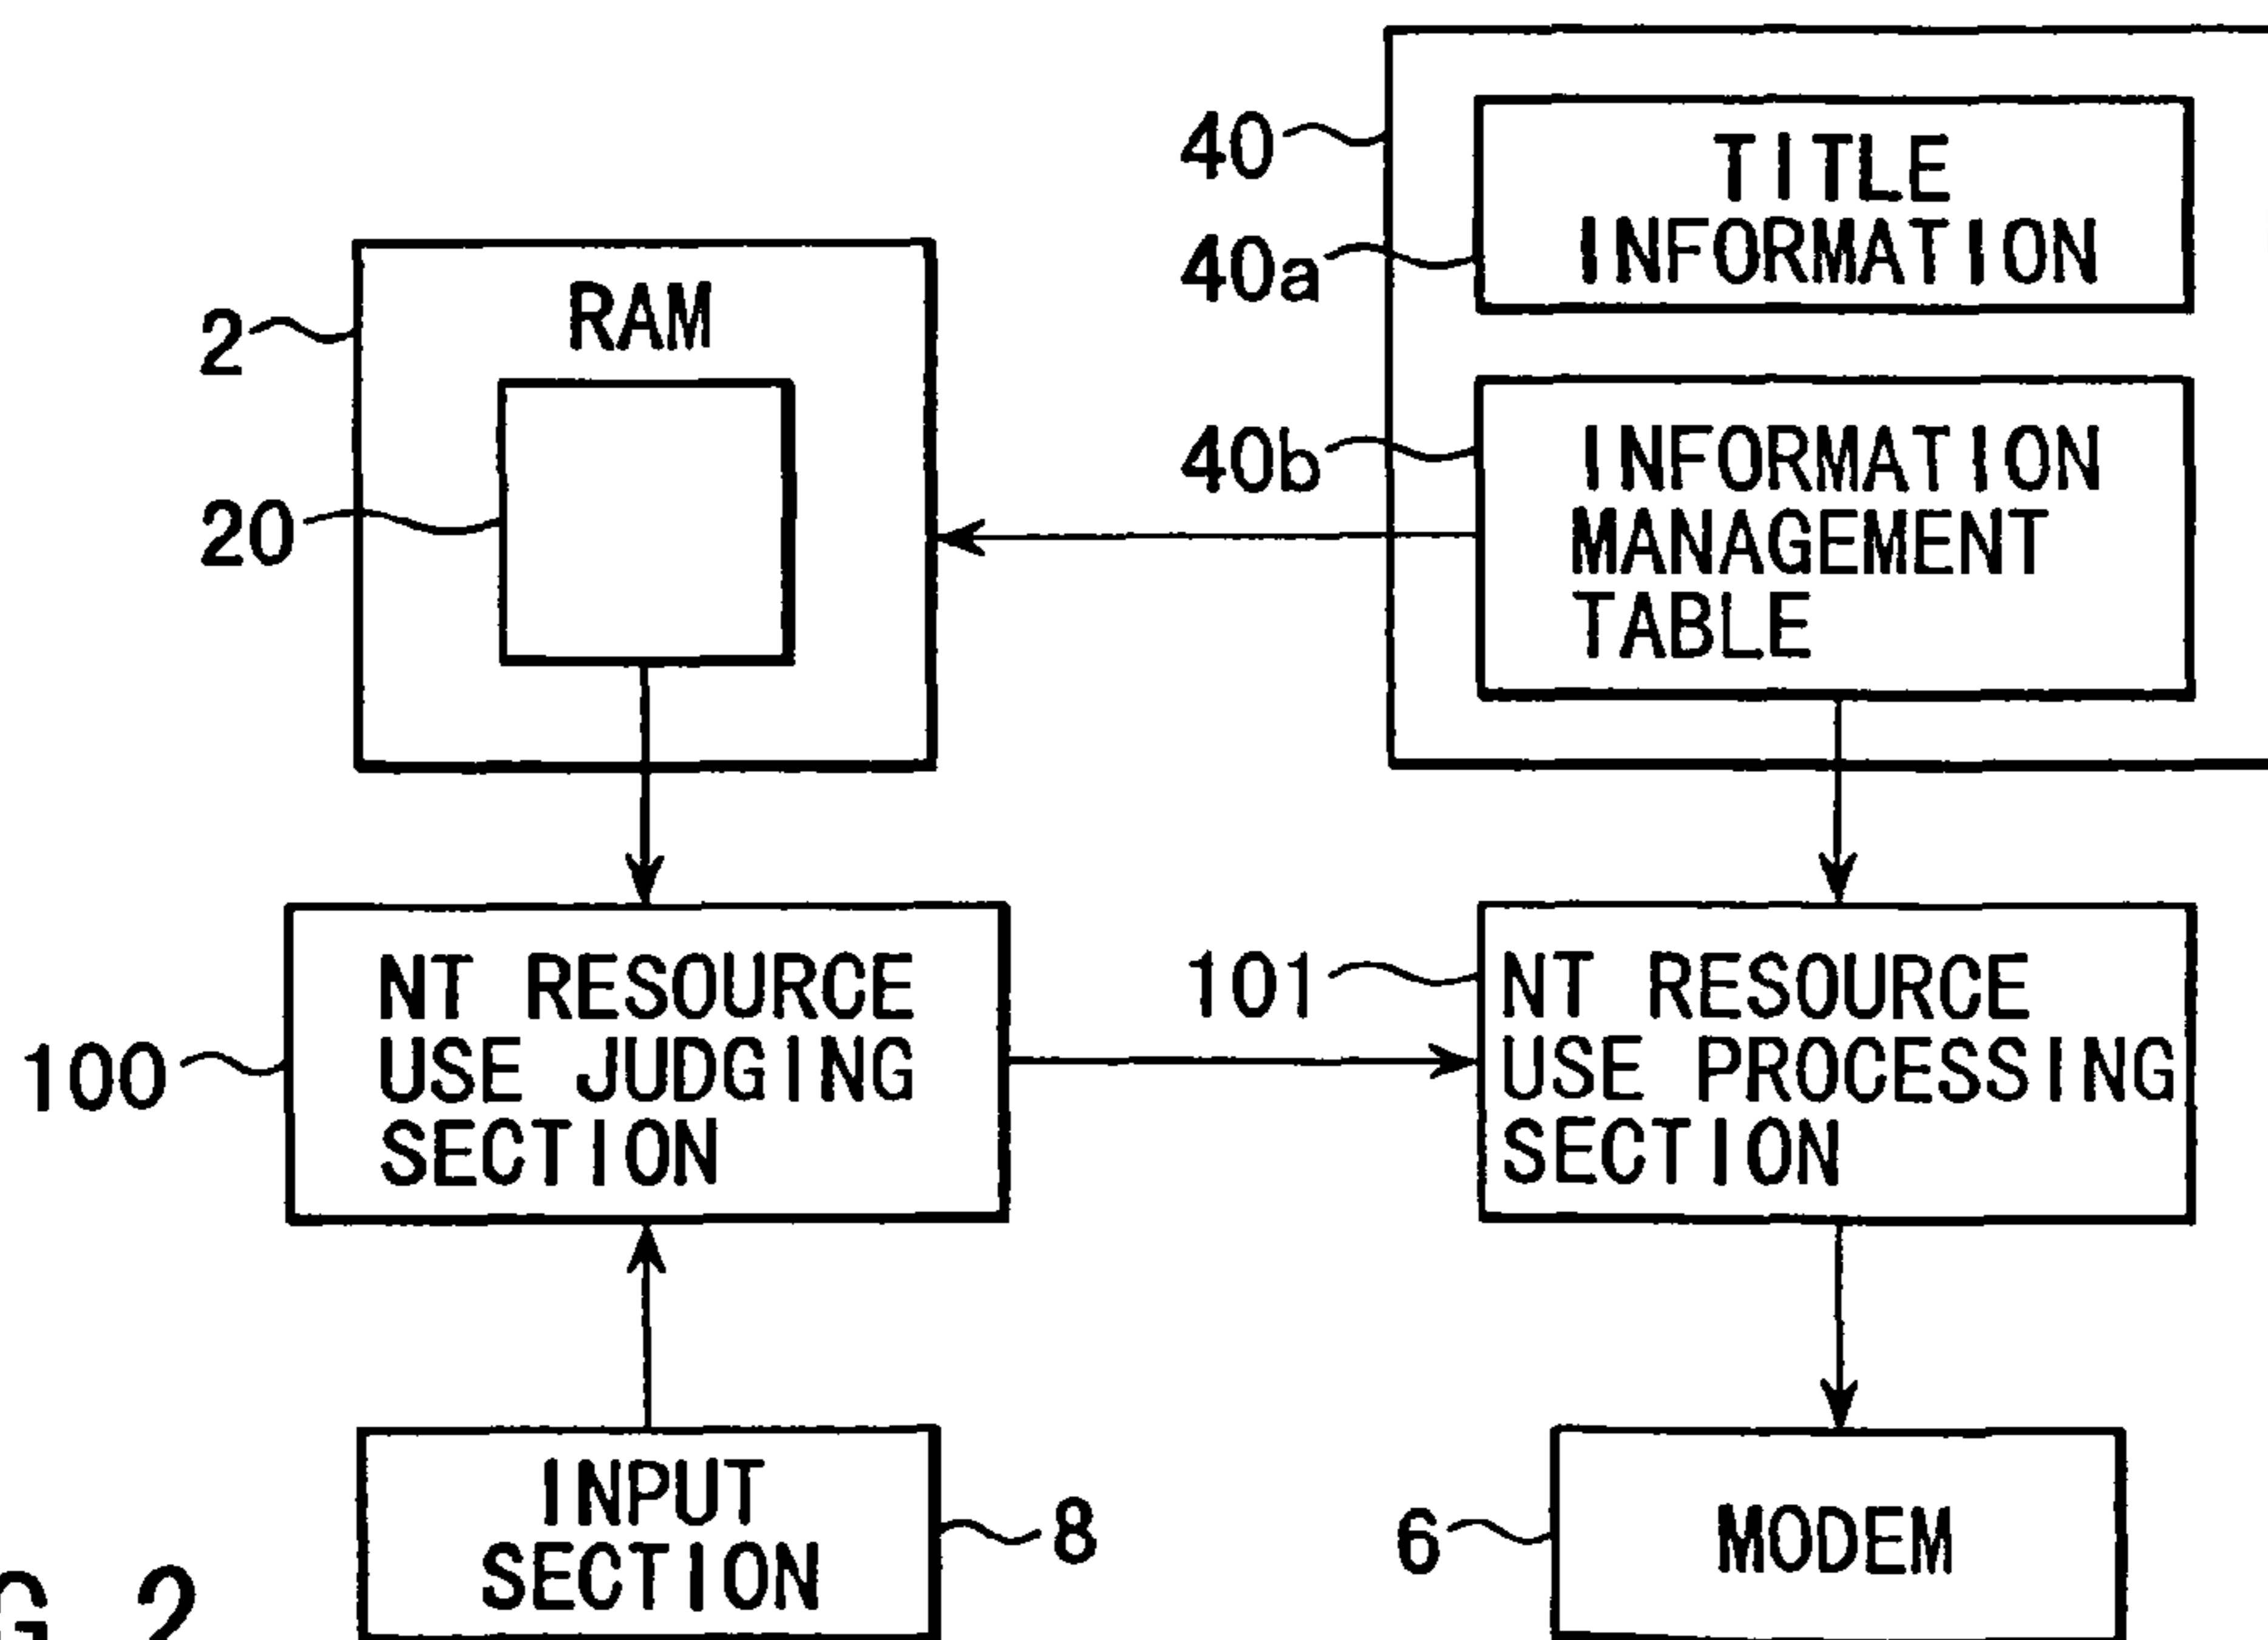 40
TITLE
INFORMATION
40a
2
RAM
20
40b
INFORMATION
MANAGEMENT
TABLE
100
NT RESOURCE
USE JUDGING
SECTION
101
NT RESOURCE
USE PROCESSING
SECTION
INPUT
SECTION
8
6
MODEM
G 2